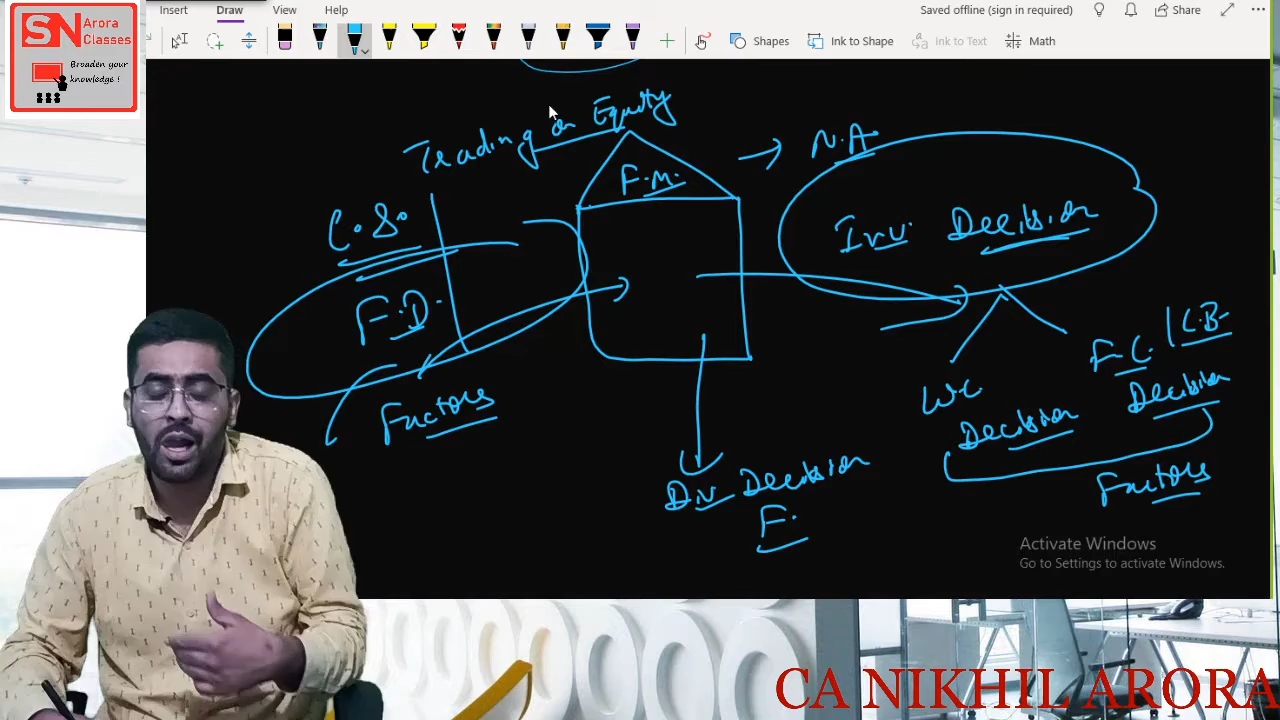 SN Arora Classes
Broaden your knowledge !
Insert Draw View Help
Saved offline (sign in required)
Share
Shapes
Ink to Shape
Ink to Text
Math
Trading on Equity
N.A.
F.M.
C.S.
Inv. Decision
F.D.
F.C. / C.B.
Decision
WC
Decision
Factors
Factors
Div Decision
F.
Activate Windows
Go to Settings to activate Windows.
CA NIKHIL ARORA